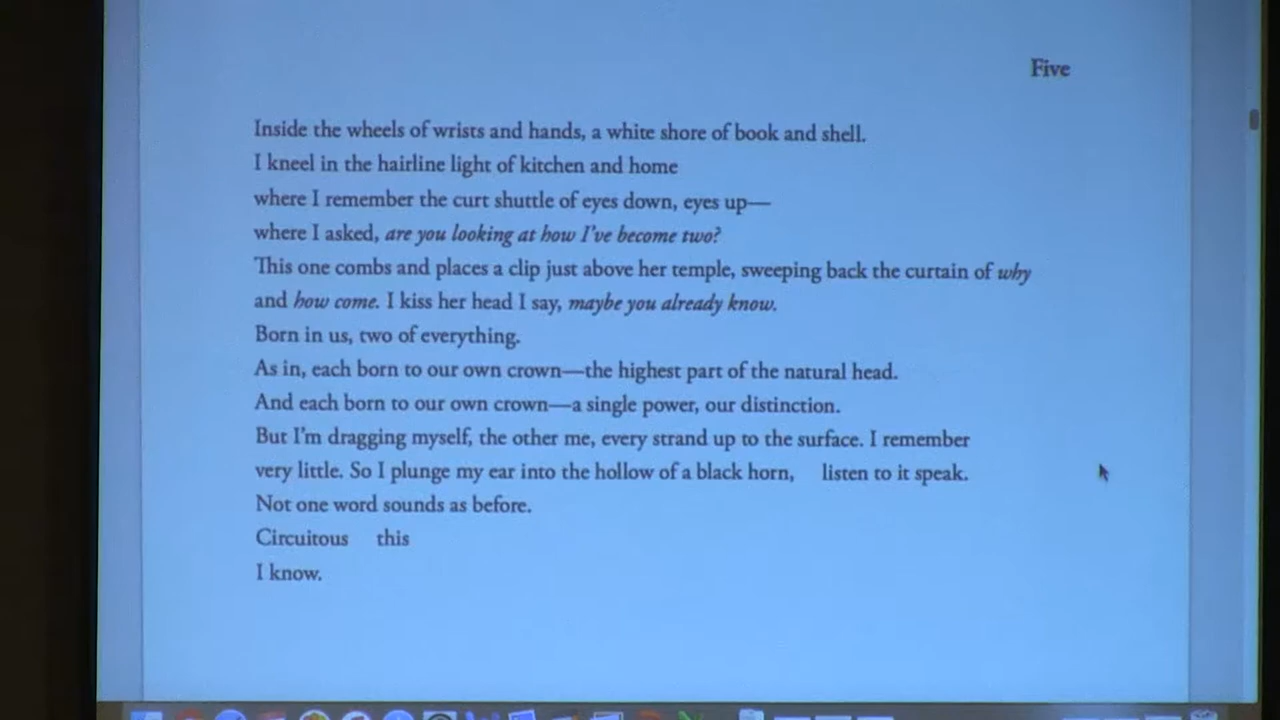 Five
Inside the wheels of wrists and hands, a white shore of book and shell.
I kneel in the hairline light of kitchen and home
where I remember the curt shuttle of eyes down, eyes up—
where I asked, are you looking at how I've become two?
This one combs and places a clip just above her temple, sweeping back the curtain of why
and how come. I kiss her head I say, maybe you already know.
Born in us, two of everything.
As in, each born to our own crown—the highest part of the natural head.
And each born to our own crown—a single power, our distinction.
But I'm dragging myself, the other me, every strand up to the surface. I remember
very little. So I plunge my ear into the hollow of a black horn, listen to it speak.
Not one word sounds as before.
Circuitous this
I know.